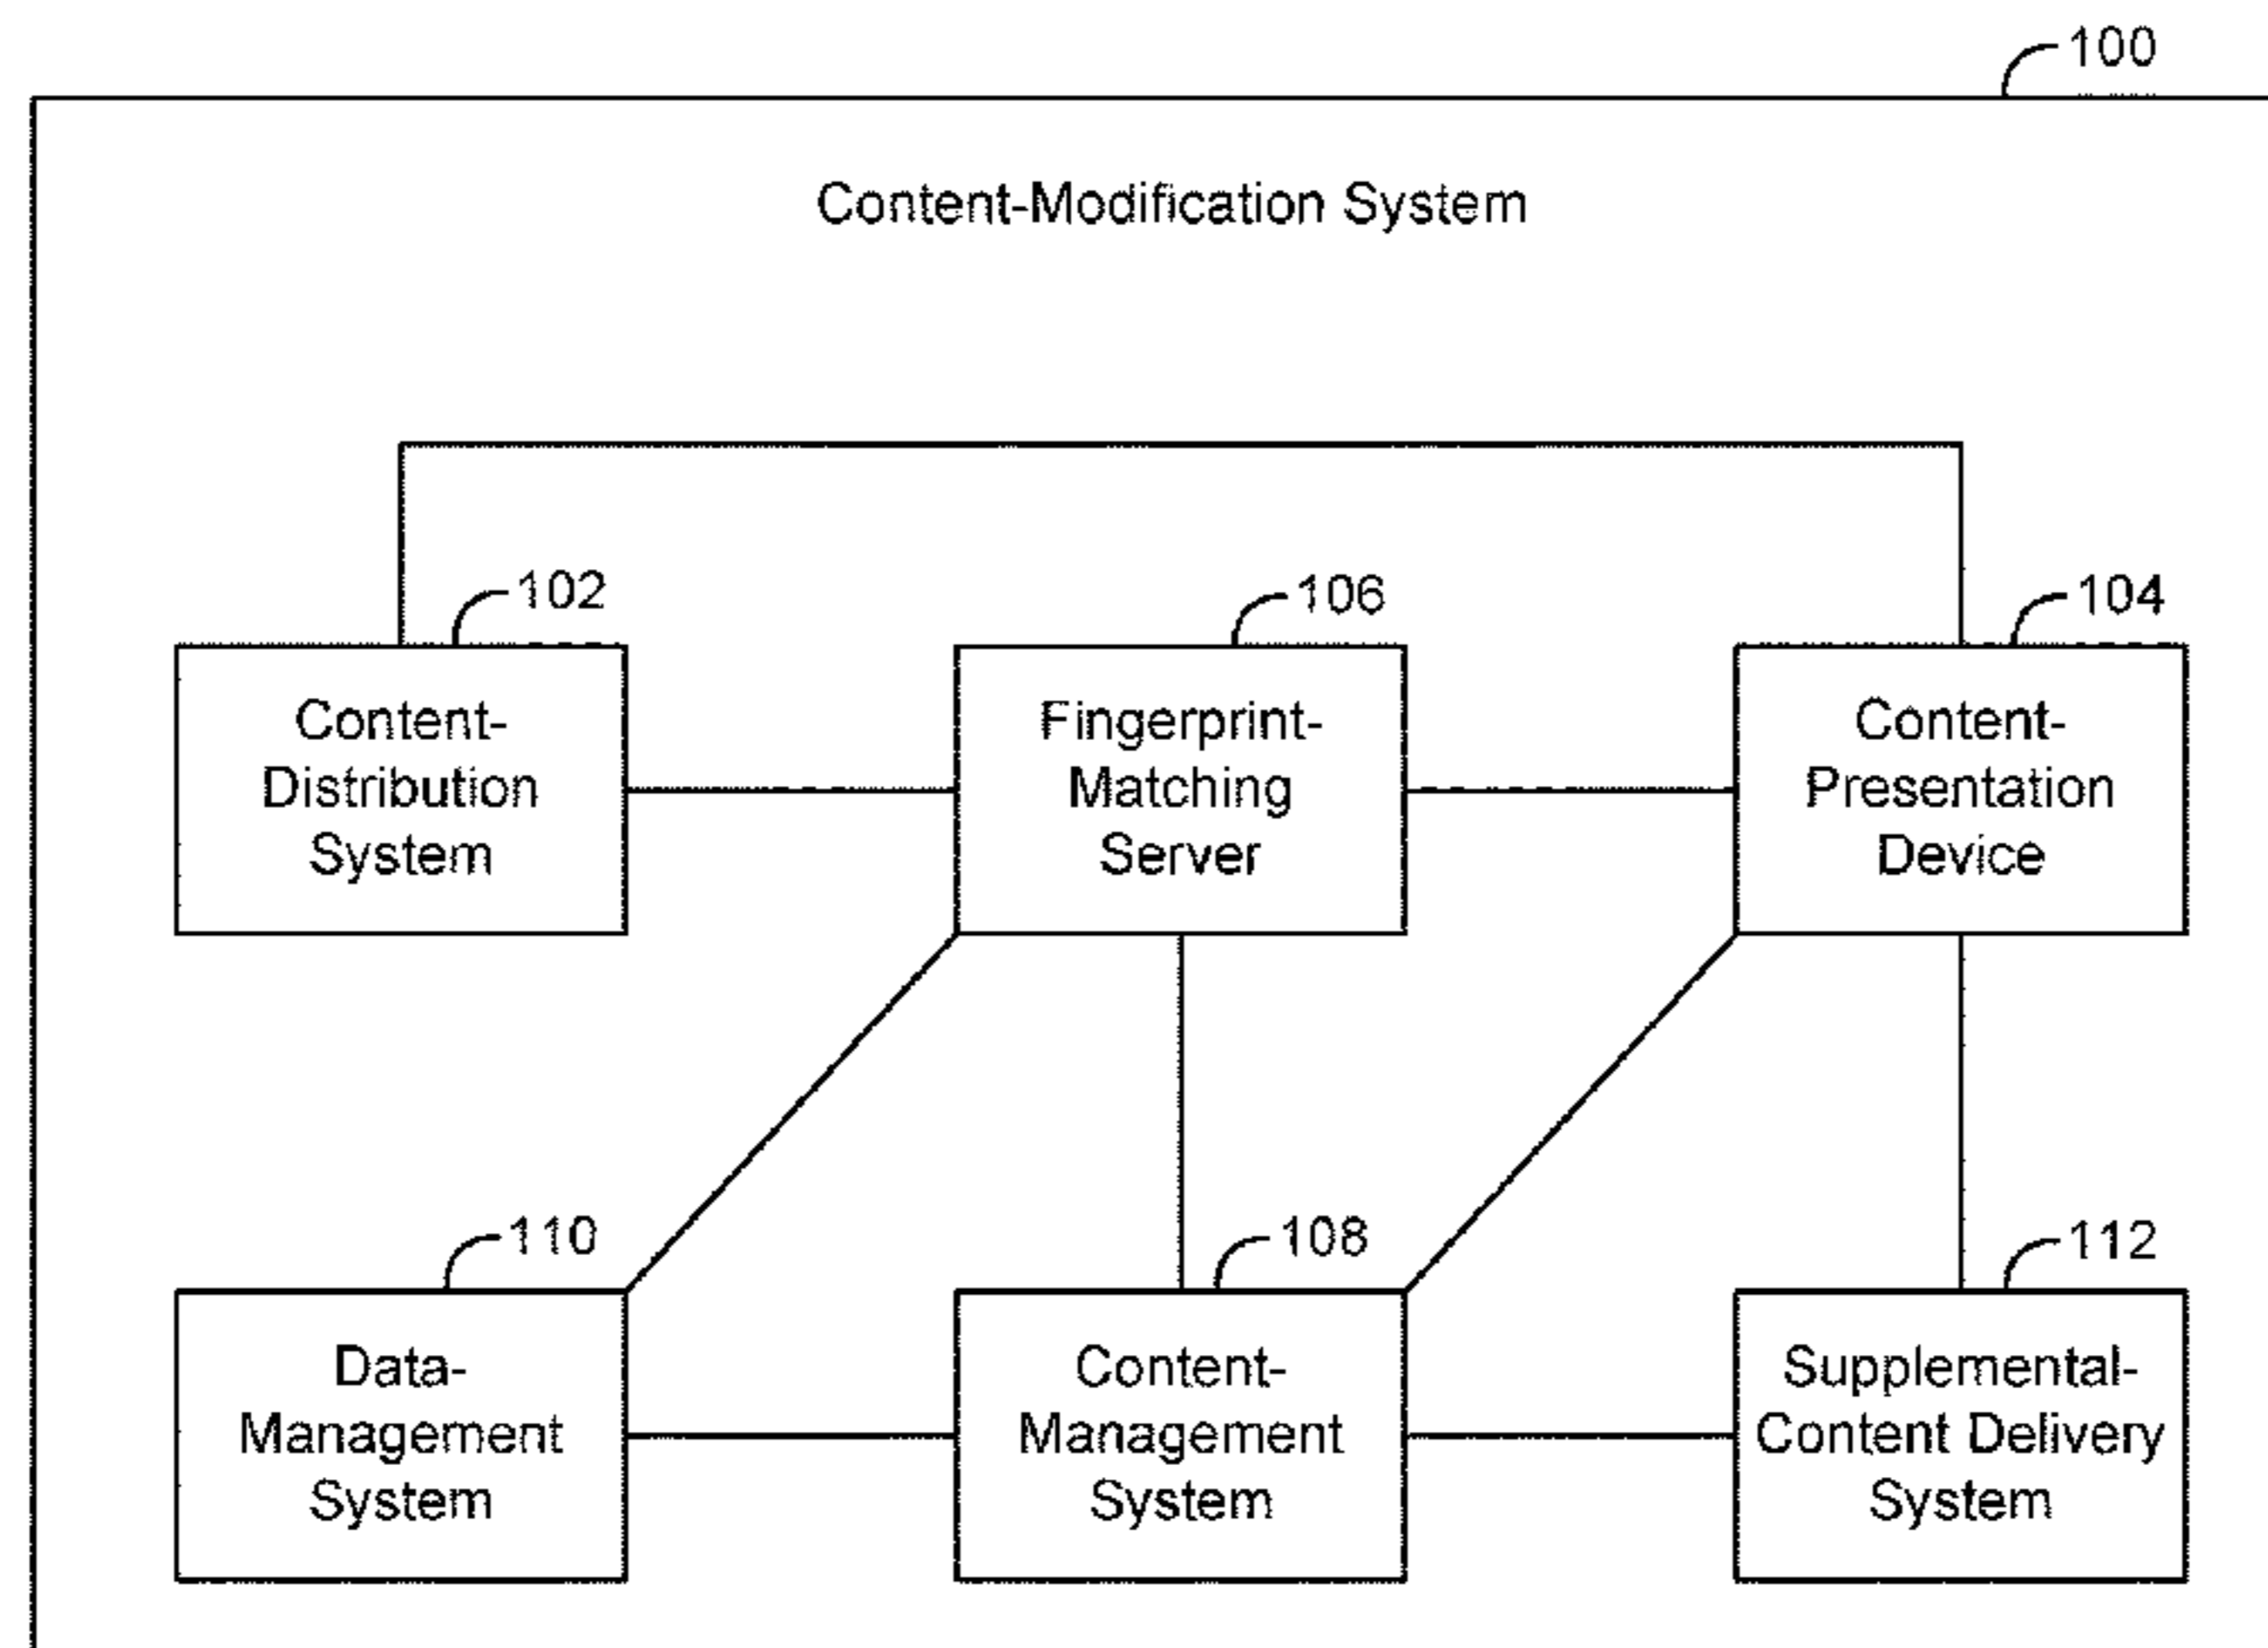 100
Content-Modification System
102
106
104
Content-
Distribution
System
Fingerprint-
Matching
Server
Content-
Presentation
Device
110
108
112
Data-
Management
System
Content-
Management
System
Supplemental-
Content Delivery
System